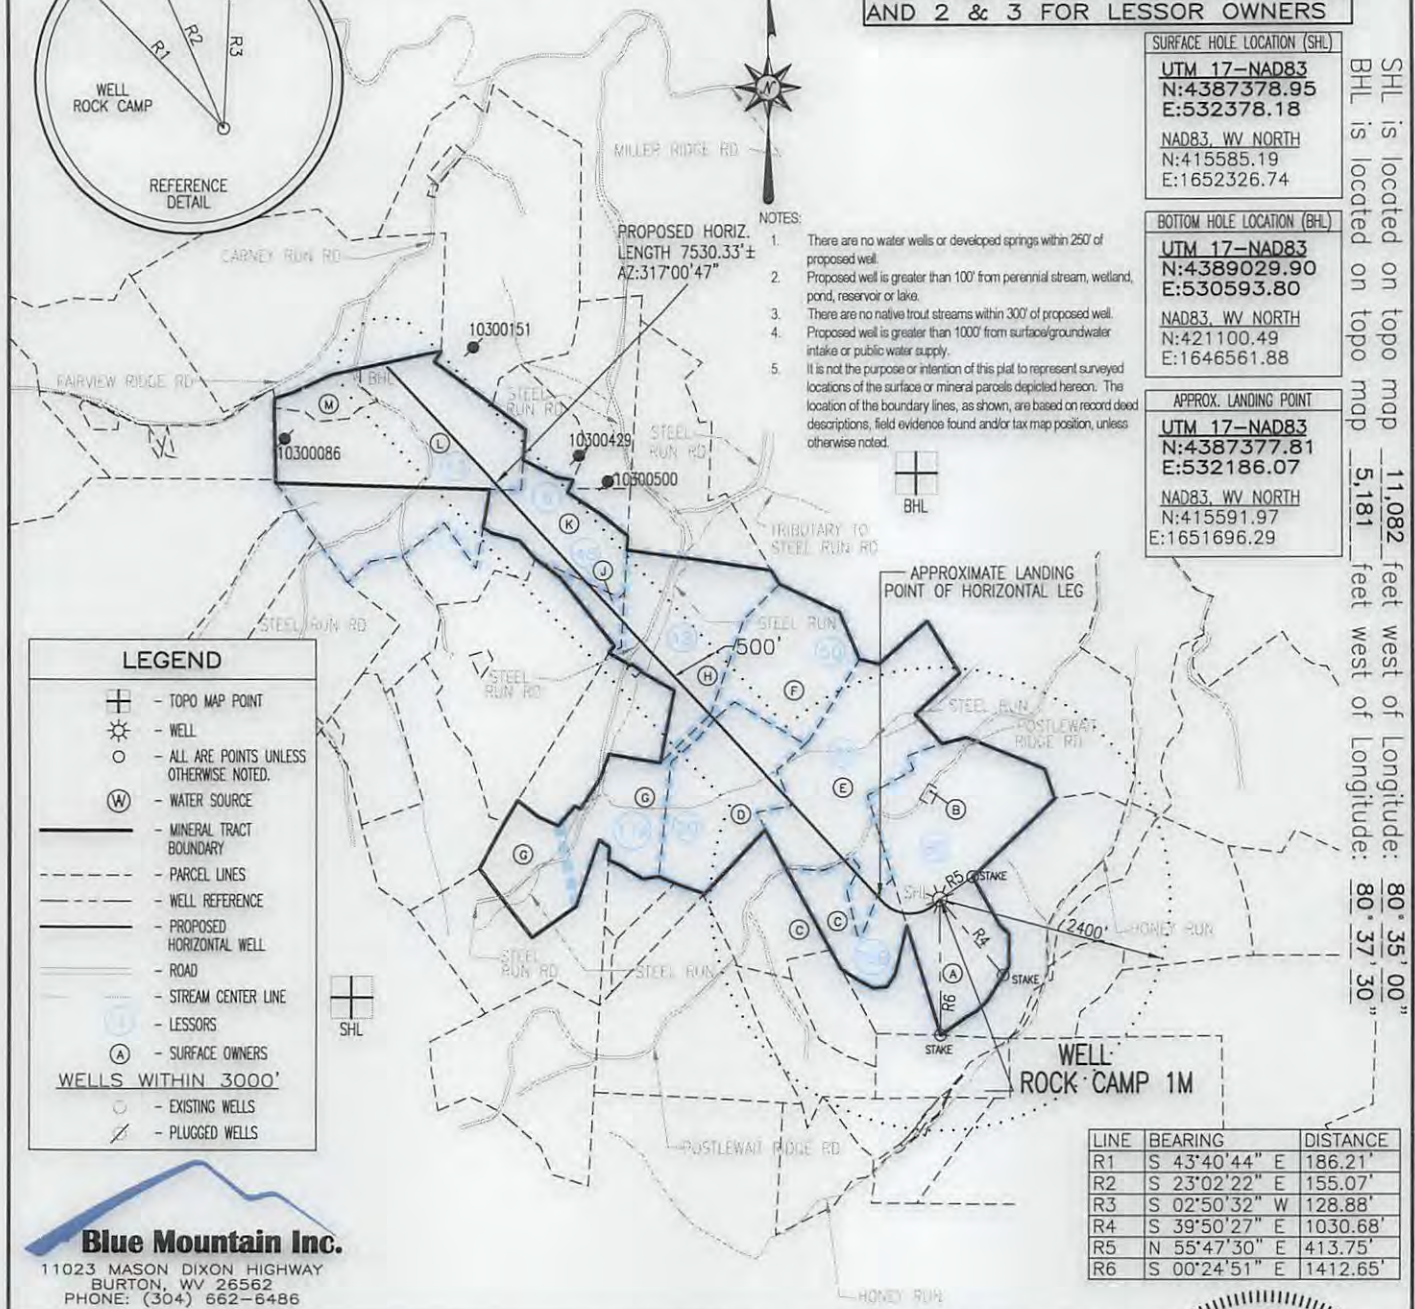 AND 2 & 3 FOR LESSOR OWNERS
R1
R2
R3
WELL
ROCK CAMP
REFERENCE
DETAIL
N
SURFACE HOLE LOCATION (SHL)
UTM 17-NAD83
N:4387378.95
E:532378.18
NAD83, WV NORTH
N:415585.19
E:1652326.74
BOTTOM HOLE LOCATION (BHL)
UTM 17-NAD83
N:4389029.90
E:530593.80
NAD83, WV NORTH
N:421100.49
E:1646561.88
APPROX. LANDING POINT
UTM 17-NAD83
N:4387377.81
E:532186.07
NAD83, WV NORTH
N:415591.97
E:1651696.29
SHL is located on topo map 11,082 feet west of Longitude: 80° 35' 00"
BHL is located on topo map 5,181 feet west of Longitude: 80° 37' 30"
NOTES:
1. There are no water wells or developed springs within 250' of
proposed well.
2. Proposed well is greater than 100' from perennial stream, wetland,
pond, reservoir or lake.
3. There are no native trout streams within 300' of proposed well.
4. Proposed well is greater than 1000' from surface/groundwater
intake or public water supply.
5. It is not the purpose or intention of this plat to represent surveyed
locations of the surface or mineral parcels depicted hereon. The
location of the boundary lines, as shown, are based on record deed
descriptions, field evidence found and/or tax map position, unless
otherwise noted.
MILLER RIDGE RD
PROPOSED HORIZ.
LENGTH 7530.33'±
AZ:317°00'47"
CARNEY RUN RD
10300151
FAIRVIEW RIDGE RD
BHL
M
STEEL
RUN RD
L
10300086
10300429
STEEL
RUN RD
10300500
K
BHL
TRIBUTARY TO
STEEL RUN RD
J
APPROXIMATE LANDING
POINT OF HORIZONTAL LEG
STEEL RUN RD
STEEL RUN
500'
STEEL
RUN RD
H
F
STEEL RUN
POSTLEWAIT
RIDGE RD
G
D
E
B
G
SHL
R5
STAKE
C
C
R4
2400'
HONEY RUN
STEEL
RUN RD
STEEL RUN
A
STAKE
R6
SHL
STAKE
WELL
ROCK CAMP 1M
POSTLEWAIT RIDGE RD
HONEY RUN
LEGEND
- TOPO MAP POINT
- WELL
- ALL ARE POINTS UNLESS
OTHERWISE NOTED.
W - WATER SOURCE
- MINERAL TRACT
BOUNDARY
- PARCEL LINES
- WELL REFERENCE
- PROPOSED
HORIZONTAL WELL
- ROAD
- STREAM CENTER LINE
- LESSORS
A - SURFACE OWNERS
WELLS WITHIN 3000'
- EXISTING WELLS
- PLUGGED WELLS
Blue Mountain Inc.
11023 MASON DIXON HIGHWAY
BURTON, WV 26562
PHONE: (304) 662-6486
LINE BEARING DISTANCE
R1 S 43°40'44" E 186.21'
R2 S 23°02'22" E 155.07'
R3 S 02°50'32" W 128.88'
R4 S 39°50'27" E 1030.68'
R5 N 55°47'30" E 413.75'
R6 S 00°24'51" E 1412.65'